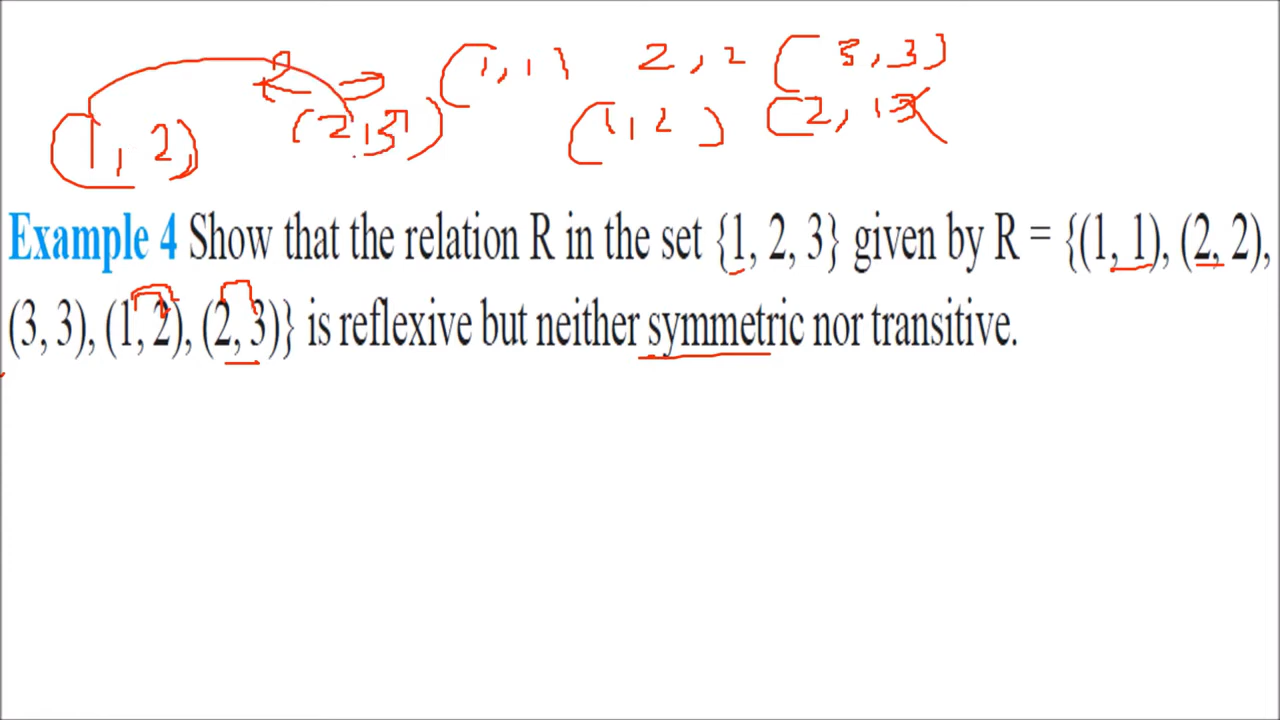 (1, 1) 2, 2 (3, 3)
(1, 2) (2, 3) (1, 2) (2, 1
Example 4 Show that the relation R in the set {1, 2, 3} given by R = {(1, 1), (2, 2),
(3, 3), (1, 2), (2, 3)} is reflexive but neither symmetric nor transitive.